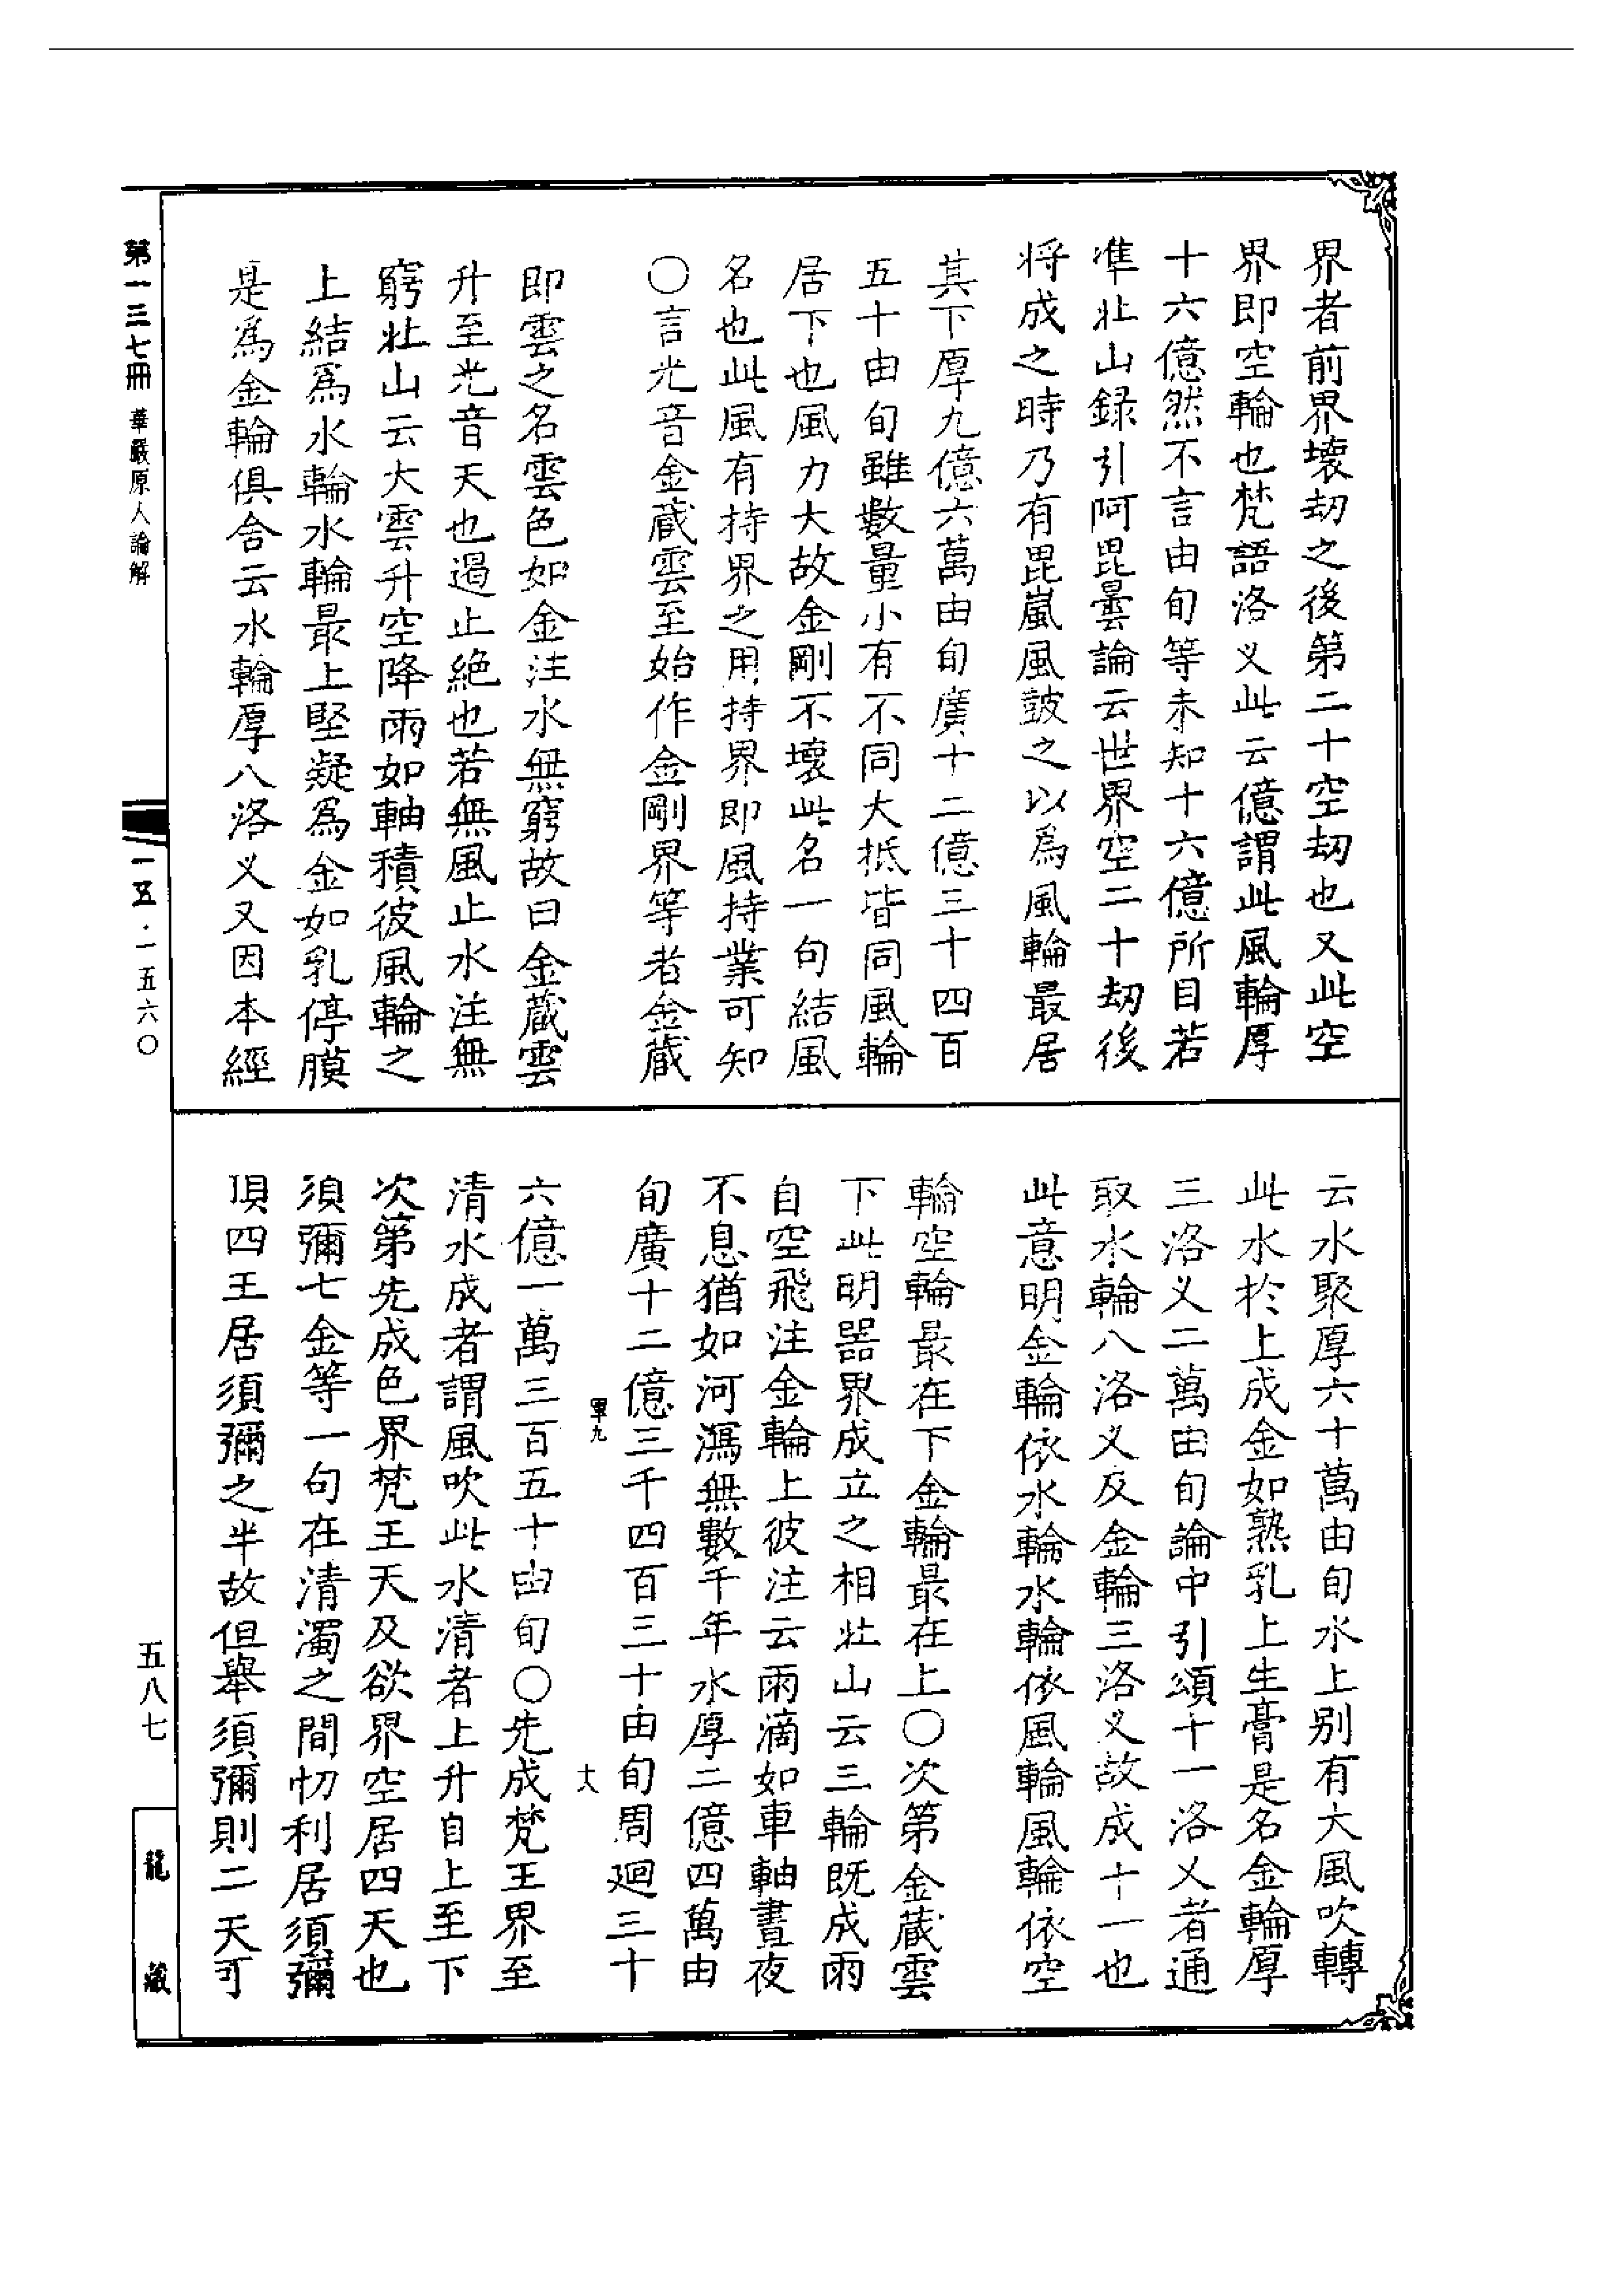 界者前界壞劫之後第二十空劫也又此空
界即空輪也梵語洛乂此云億謂此風輪厚
十六億然不言由旬等未知十六億所目若
準北山錄引阿毘曇論云世界空二十劫後
將成之時乃有毘嵐風鼓之以爲風輪最居
其下厚九億六萬由旬廣十二億三十四百
五十由旬雖數量小有不同大抵皆同風輪
居下也風力大故金剛不壞此名一句結風
名也此風有持界之用持界即風持業可知
○言光音金藏雲至始作金剛界等者金藏
即雲之名雲色如金注水無窮故曰金藏雲
升至光音天也遏止絕也若無風止水注無
窮北山云大雲升空降雨如軸積彼風輪之
上結爲水輪水輪最上堅凝爲金如乳停膜
是爲金輪俱舍云水輪厚八洛乂又因本經
云水聚厚六十萬由旬水上別有大風吹轉
此水於上成金如熟乳上生膏是名金輪厚
三洛乂二萬由旬論中引頌十一洛乂者通
取水輪八洛乂及金輪三洛乂故成十一也
此意明金輪依水輪水輪依風輪風輪依空
輪空輪最在下金輪最在上○次第金藏雲
下此明器界成立之相北山云三輪既成雨
自空飛注金輪上彼注云雨滴如車軸晝夜
不息猶如河瀉無數千年水厚二億四萬由
旬廣十二億三千四百三十由旬周迴三十
六億一萬三百五十由旬○先成梵王界至
清水成者謂風吹此水清者上升自上至下
次第先成色界梵王天及欲界空居四天也
須彌七金等一句在清濁之間忉利居須彌
頂四王居須彌之半故但舉須彌則二天可
第一三七冊 華嚴原人論解
一五·一五六○
五八七
龍藏